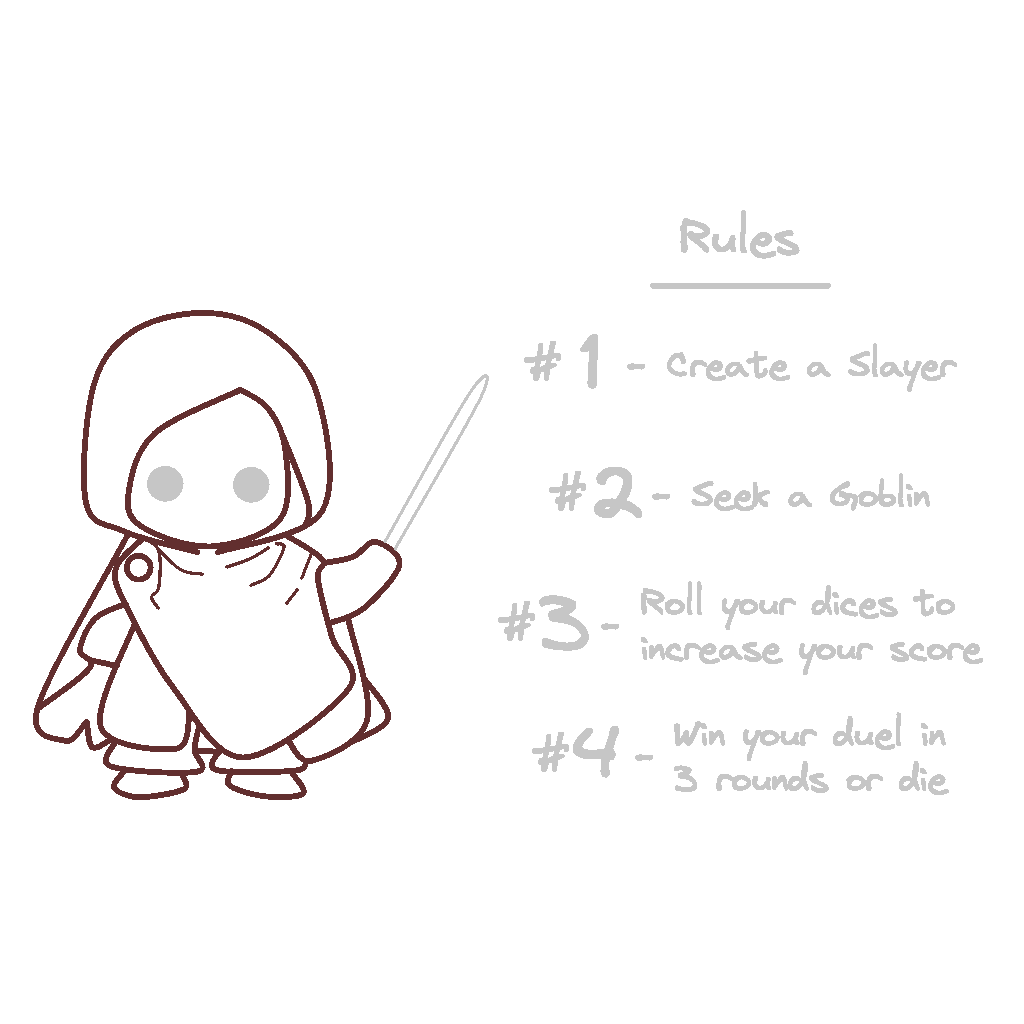 Rules
#1 - Create a Slayer
#2 - Seek a Goblin
#3 - Roll your dices to
increase your score
#4 - Win your duel in
3 rounds or die